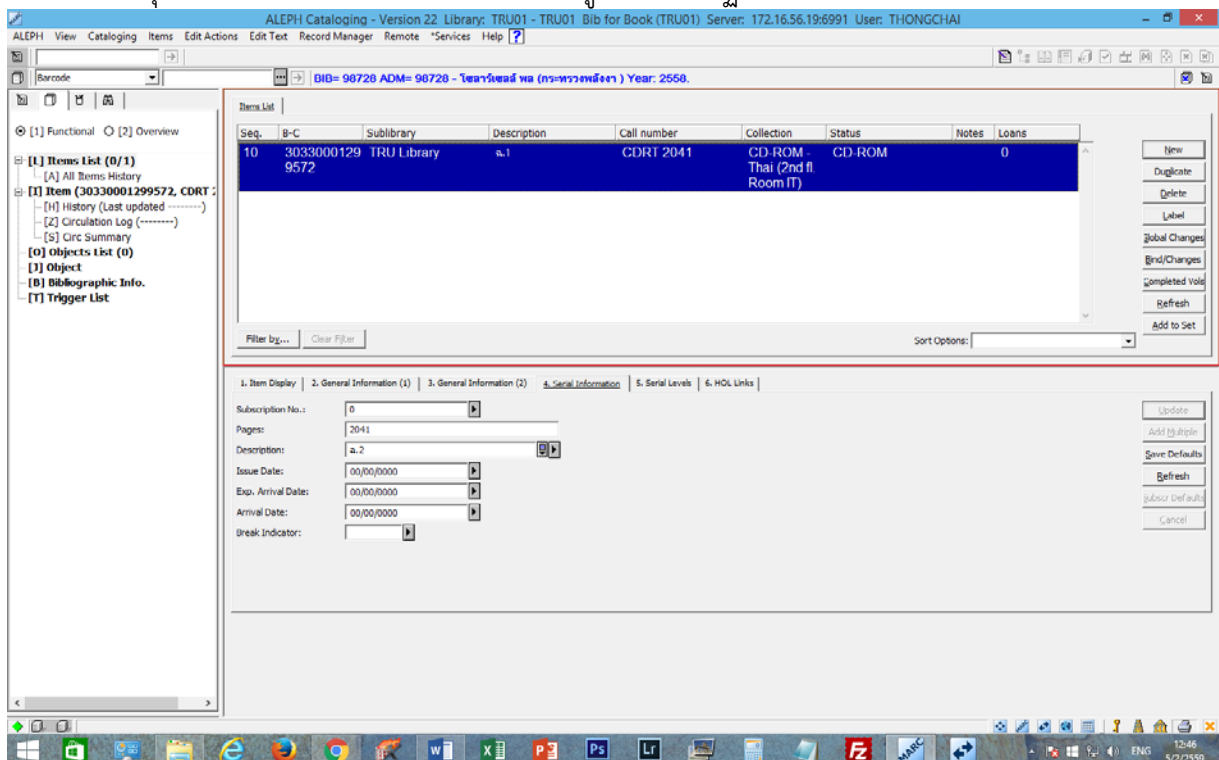 ALEPH Cataloging - Version 22 Library: TRU01 - TRU01 Bib for Book (TRU01) Server: 172.16.56.19:6991 User: THONGCHAI
ALEPH View Cataloging Items Edit Actions Edit Text Record Manager Remote *Services Help ?
Barcode BIB= 98728 ADM= 98728 - โซลาร์เซลล์ พล (กระทรวงพลังงา ) Year: 2558.
[1] Functional [2] Overview
[L] Items List (0/1)
[A] All Items History
[I] Item (30330001299572, CDRT 2
[H] History (Last updated --------)
[Z] Circulation Log (--------)
[S] Circ Summary
[O] Objects List (0)
[J] Object
[B] Bibliographic Info.
[T] Trigger List
Items List
Seq. B-C Sublibrary Description Call number Collection Status Notes Loans
10 3033000129 TRU Library ฉ.1 CDRT 2041 CD-ROM - CD-ROM 0
9572 Thai (2nd fl.
Room IT)
New
Duplicate
Delete
Label
Global Changes
Bind/Changes
Completed Vols
Refresh
Add to Set
Filter by... Clear Filter Sort Options:
1. Item Display 2. General Information (1) 3. General Information (2) 4. Serial Information 5. Serial Levels 6. HOL Links
Subscription No.: 0
Pages: 2041
Description: ฉ.2
Issue Date: 00/00/0000
Exp. Arrival Date: 00/00/0000
Arrival Date: 00/00/0000
Break Indicator:
Update
Add Multiple
Save Defaults
Refresh
Subscr Defaults
Cancel
W X P Ps Lr Fz MARC ENG 12:46
5/2/2559